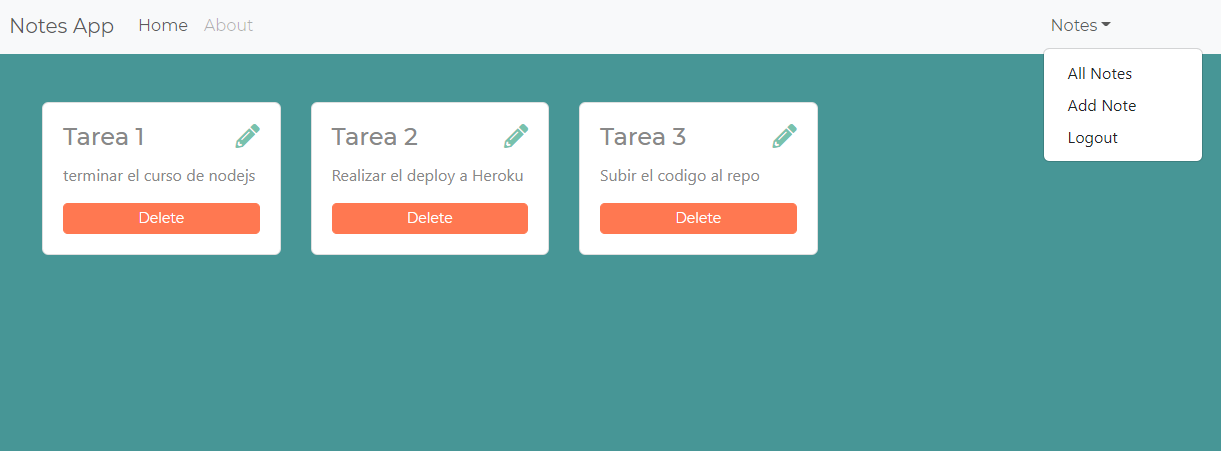 Notes App Home About Notes
All Notes
Add Note
Logout
Tarea 1
terminar el curso de nodejs
Delete
Tarea 2
Realizar el deploy a Heroku
Delete
Tarea 3
Subir el codigo al repo
Delete